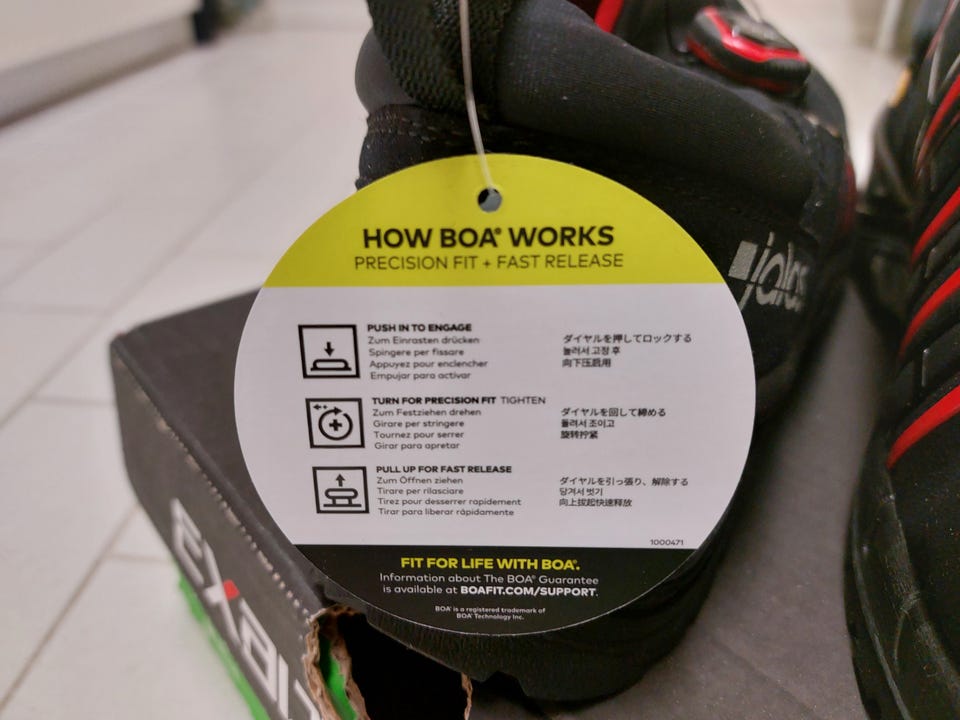 HOW BOA® WORKS
PRECISION FIT + FAST RELEASE
PUSH IN TO ENGAGE
Zum Einrasten drücken
Spingere per fissare
Appuyez pour enclencher
Empujar para activar
ダイヤルを押してロックする
눌러서 고정 후
向下压启用
TURN FOR PRECISION FIT TIGHTEN
Zum Festziehen drehen
Girare per stringere
Tournez pour serrer
Girar para apretar
ダイヤルを回して締める
돌려서 조이고
旋转拧紧
PULL UP FOR FAST RELEASE
Zum Öffnen ziehen
Tirare per rilasciare
Tirez pour desserrer rapidement
Tirar para liberar rápidamente
ダイヤルを引っ張り、解除する
당겨서 벗기
向上拔起快速释放
1000471
FIT FOR LIFE WITH BOA®.
Information about The BOA® Guarantee
is available at BOAFIT.COM/SUPPORT.
BOA® is a registered trademark of
BOA® Technology Inc.
jalas